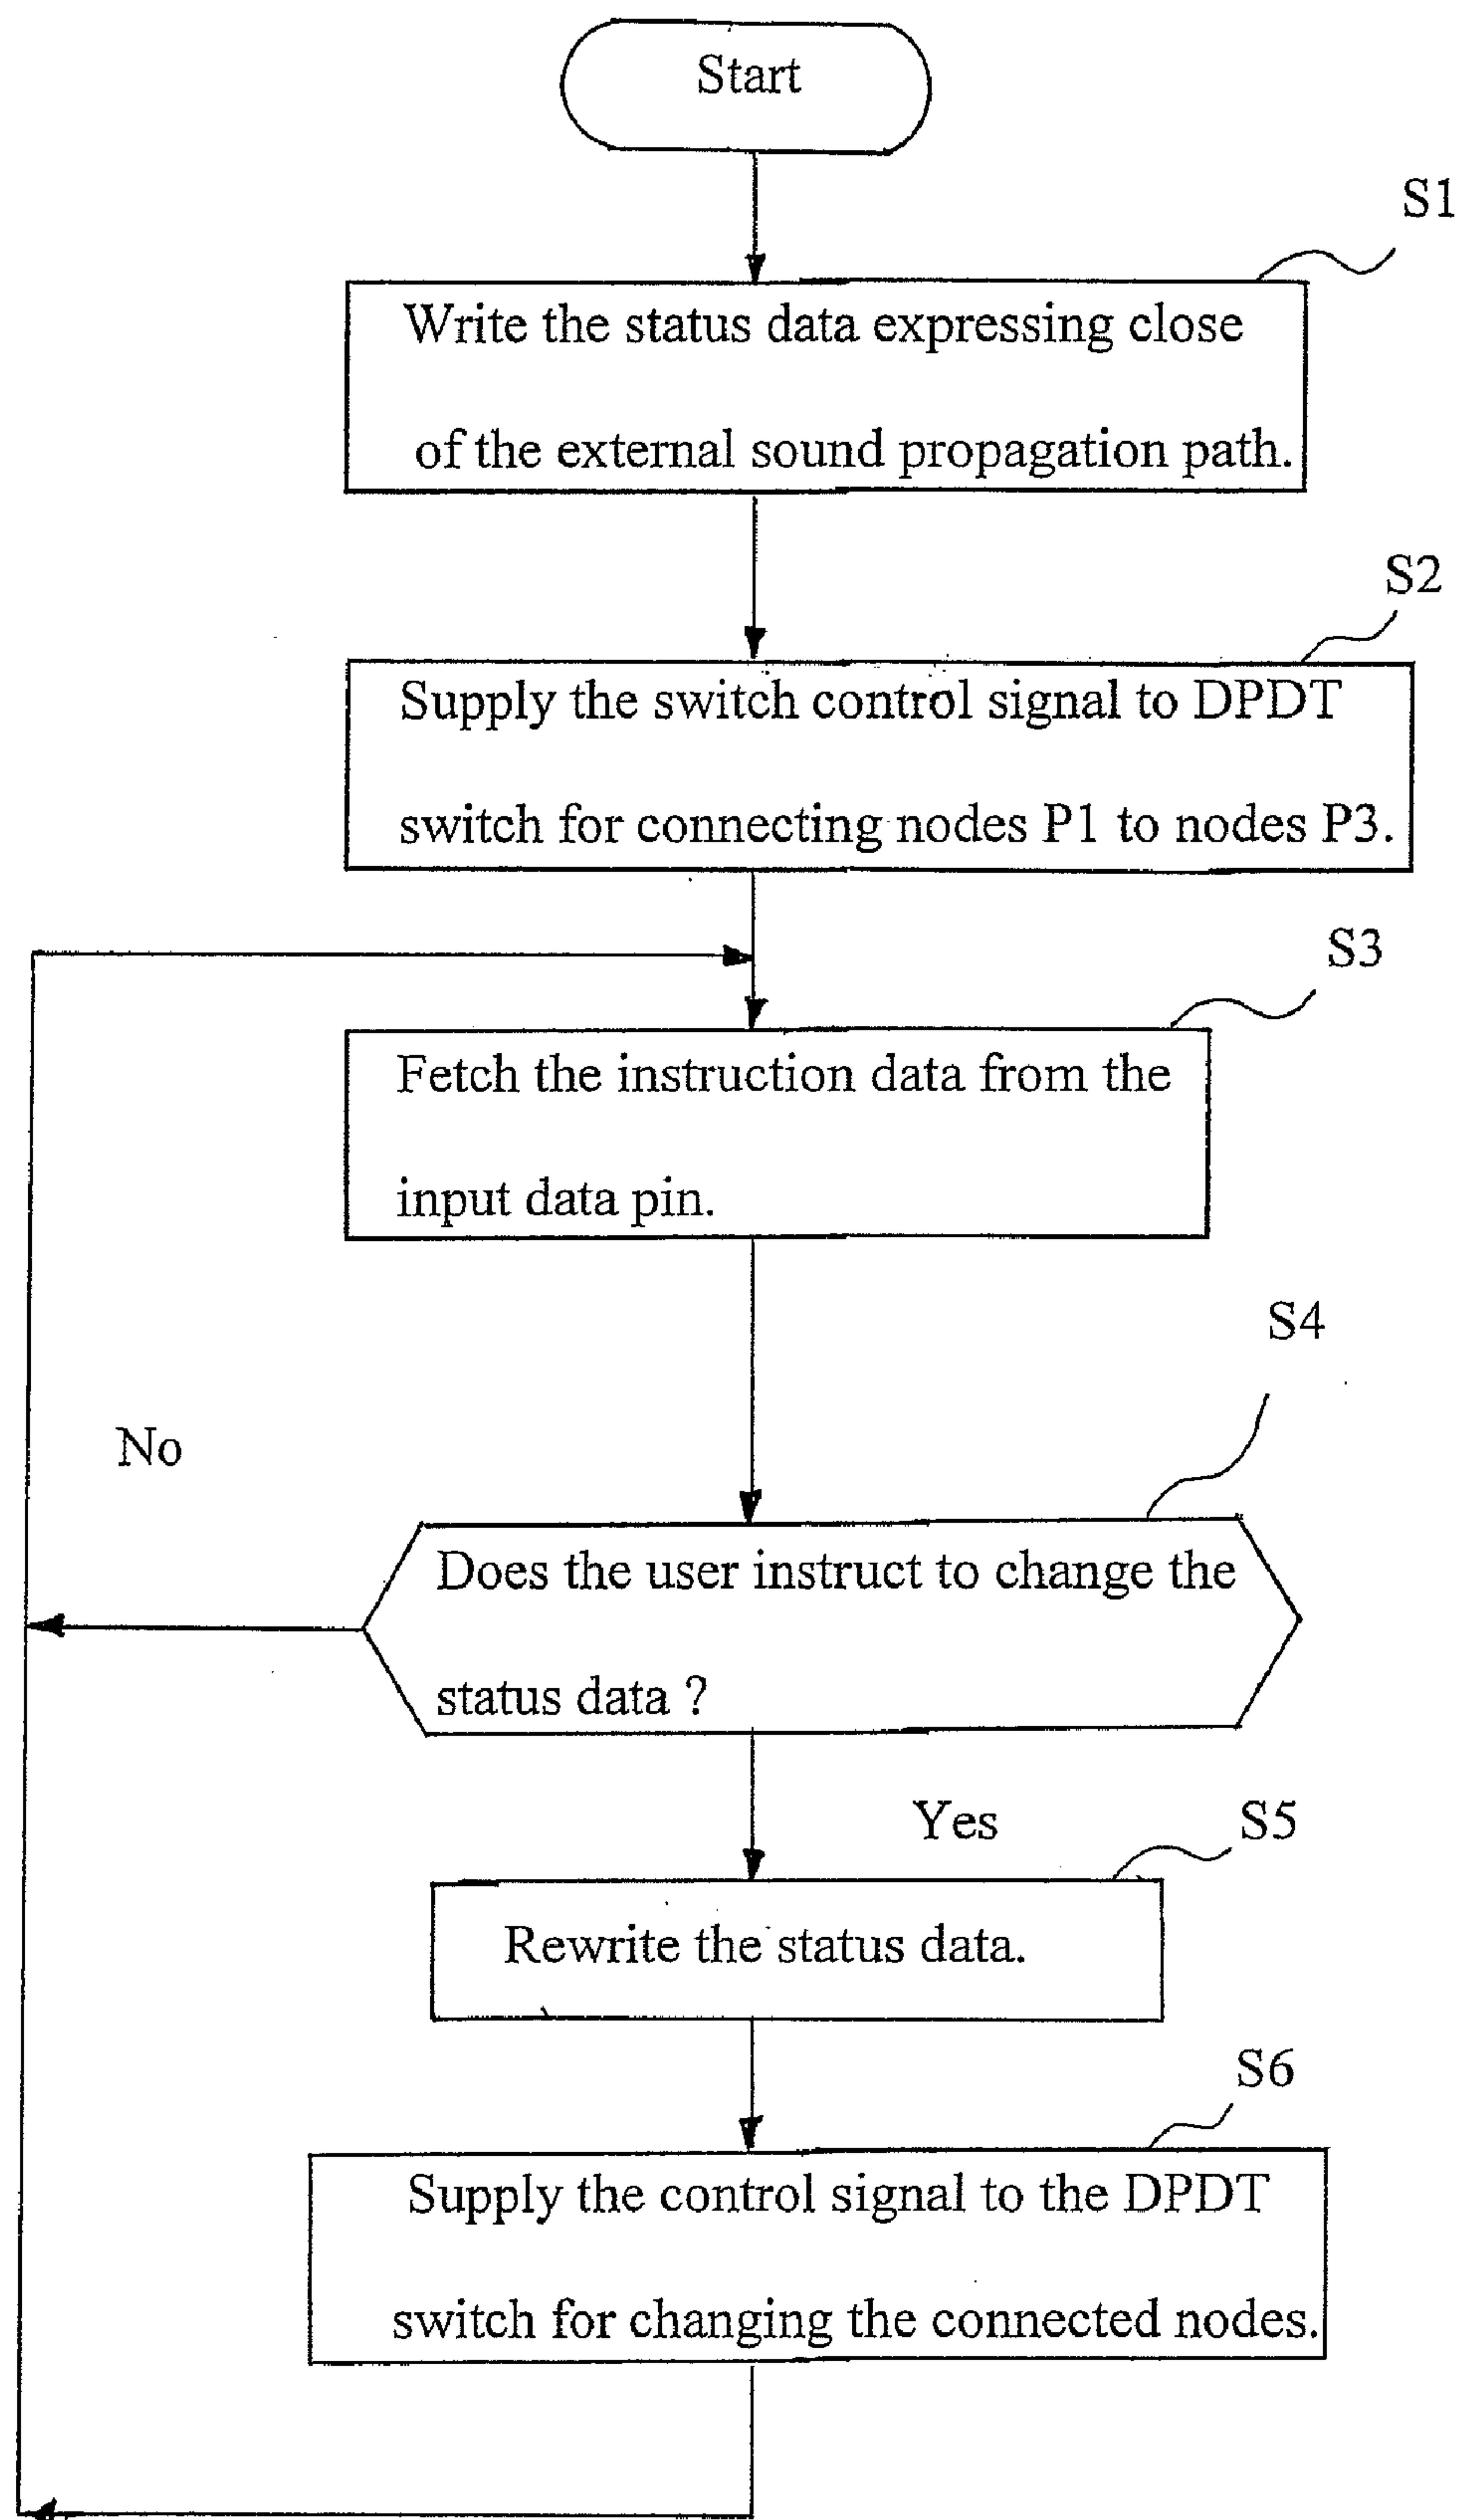 Start
S1
Write the status data expressing close
of the external sound propagation path.
S2
Supply the switch control signal to DPDT
switch for connecting nodes P1 to nodes P3.
S3
Fetch the instruction data from the
input data pin.
S4
No
Does the user instruct to change the
status data ?
Yes
S5
Rewrite the status data.
S6
Supply the control signal to the DPDT
switch for changing the connected nodes.